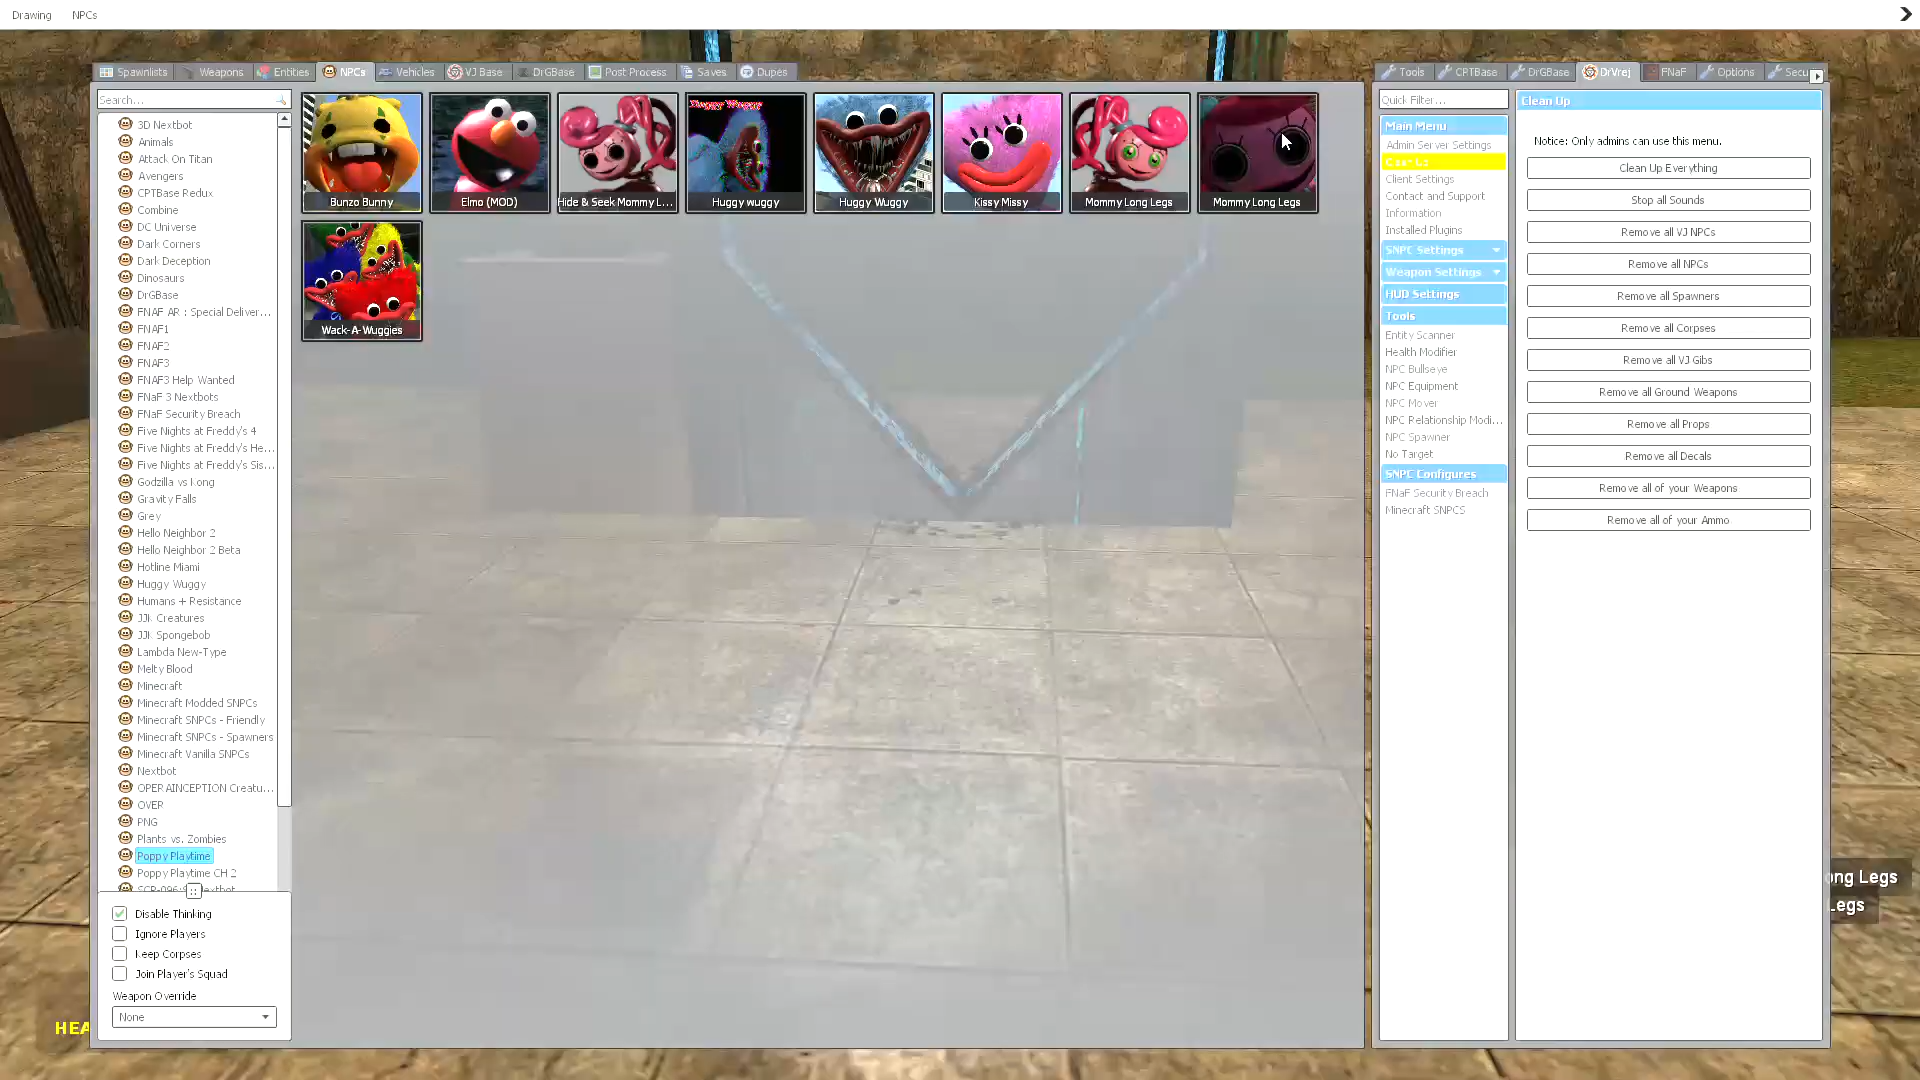 Drawing NPCs
Spawnlists Weapons Entities NPCs Vehicles VJ Base DrGBase Post Process Saves Dupes
Tools CPTBase DrGBase DrVrej FNaF Options Secu
Search...
3D Nextbot
Animals
Attack On Titan
Avengers
CPTBase Redux
Combine
DC Universe
Dark Corners
Dark Deception
Dinosaurs
DrGBase
FNAF AR : Special Deliver...
FNAF1
FNAF2
FNAF3
FNAF3 Help Wanted
FNaF 3 Nextbots
FNaF Security Breach
Five Nights at Freddy's 4
Five Nights at Freddy's He...
Five Nights at Freddy's Sis...
Godzilla vs Kong
Gravity Falls
Grey
Hello Neighbor 2
Hello Neighbor 2 Beta
Hotline Miami
Huggy Wuggy
Humans + Resistance
JJK Creatures
JJK Spongebob
Lambda New-Type
Melty Blood
Minecraft
Minecraft Modded SNPCs
Minecraft SNPCs - Friendly
Minecraft SNPCs - Spawners
Minecraft Vanilla SNPCs
Nextbot
OPERAINCEPTION Creatu...
OVER
PNG
Plants vs. Zombies
Poppy Playtime
Poppy Playtime CH 2
Disable Thinking
Ignore Players
Keep Corpses
Join Player's Squad
Weapon Override
None
HEA
Huggy Wuggy
Bunzo Bunny Elmo (MOD) Hide & Seek Mommy L... Huggy wuggy Huggy Wuggy Kissy Missy Mommy Long Legs Mommy Long Legs
Wack-A-Wuggies
Quick Filter...
Main Menu
Admin Server Settings
Clean Up
Client Settings
Contact and Support
Information
Installed Plugins
SNPC Settings
Weapon Settings
HUD Settings
Tools
Entity Scanner
Health Modifier
NPC Bullseye
NPC Equipment
NPC Mover
NPC Relationship Modi...
NPC Spawner
No Target
SNPC Configures
FNaF Security Breach
Minecraft SNPCS
Clean Up
Notice: Only admins can use this menu.
Clean Up Everything
Stop all Sounds
Remove all VJ NPCs
Remove all NPCs
Remove all Spawners
Remove all Corpses
Remove all VJ Gibs
Remove all Ground Weapons
Remove all Props
Remove all Decals
Remove all of your Weapons
Remove all of your Ammo
ong Legs
Legs